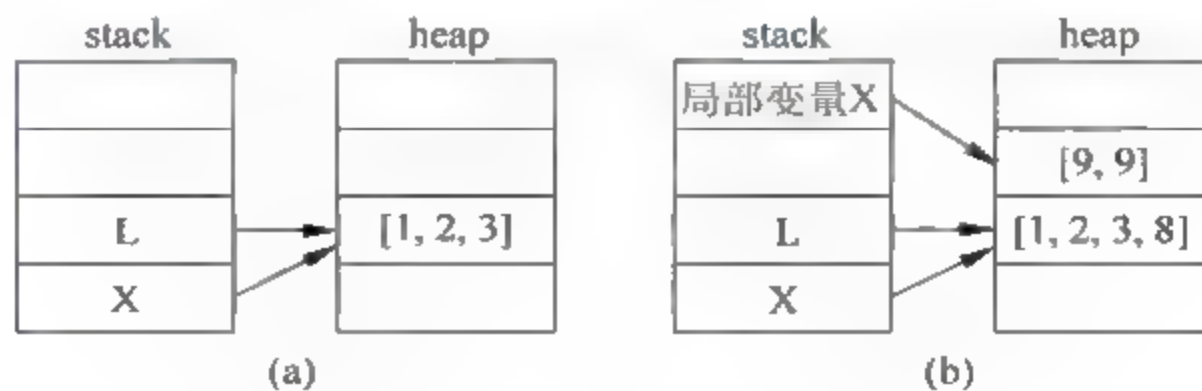 stack heap
L [1, 2, 3]
X
(a)
stack heap
局部变量X
[9, 9]
L [1, 2, 3, 8]
X
(b)